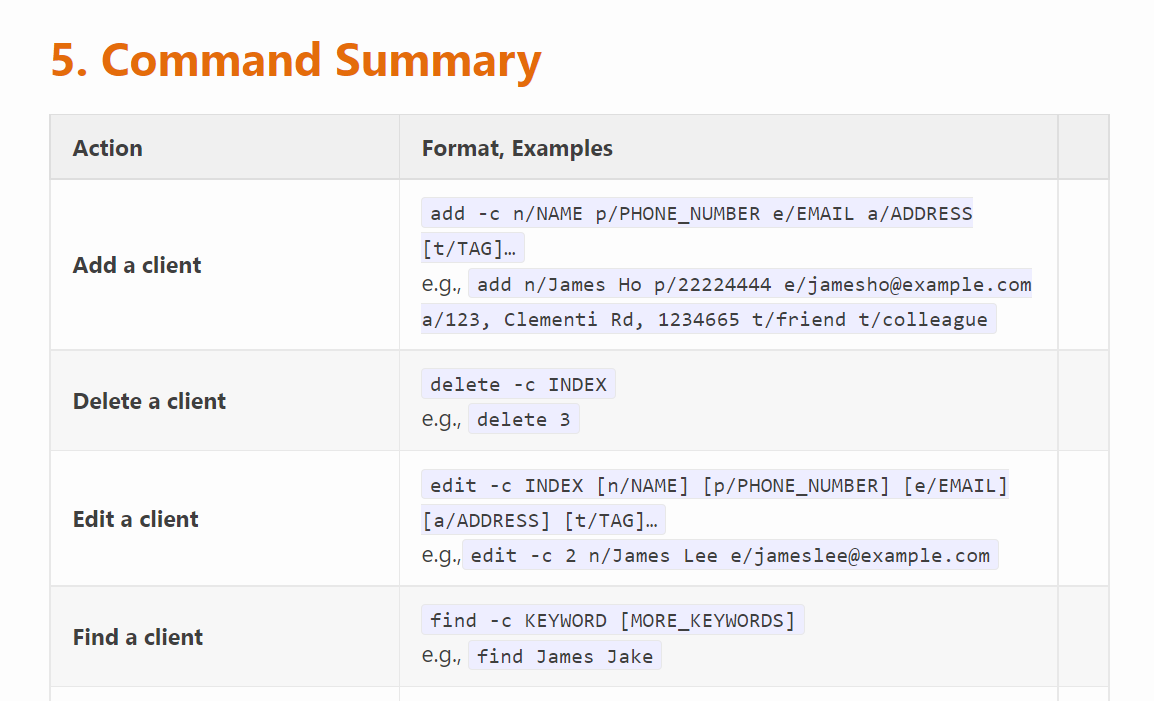 5. Command Summary
Action
Format, Examples
Add a client
add -c n/NAME p/PHONE_NUMBER e/EMAIL a/ADDRESS
[t/TAG]…
e.g., add n/James Ho p/22224444 e/jamesho@example.com
a/123, Clementi Rd, 1234665 t/friend t/colleague
Delete a client
delete -c INDEX
e.g., delete 3
Edit a client
edit -c INDEX [n/NAME] [p/PHONE_NUMBER] [e/EMAIL]
[a/ADDRESS] [t/TAG]…
e.g., edit -c 2 n/James Lee e/jameslee@example.com
Find a client
find -c KEYWORD [MORE_KEYWORDS]
e.g., find James Jake